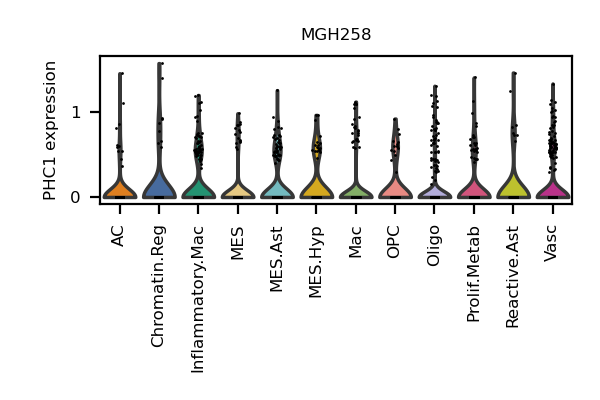 MGH258
PHC1 expression
1
0
AC
Chromatin.Reg
Inflammatory.Mac
MES
MES.Ast
MES.Hyp
Mac
OPC
Oligo
Prolif.Metab
Reactive.Ast
Vasc